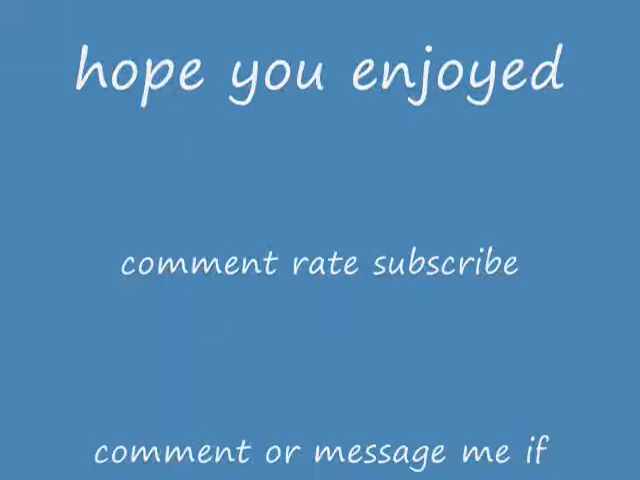 hope you enjoyed
comment rate subscribe
comment or message me if